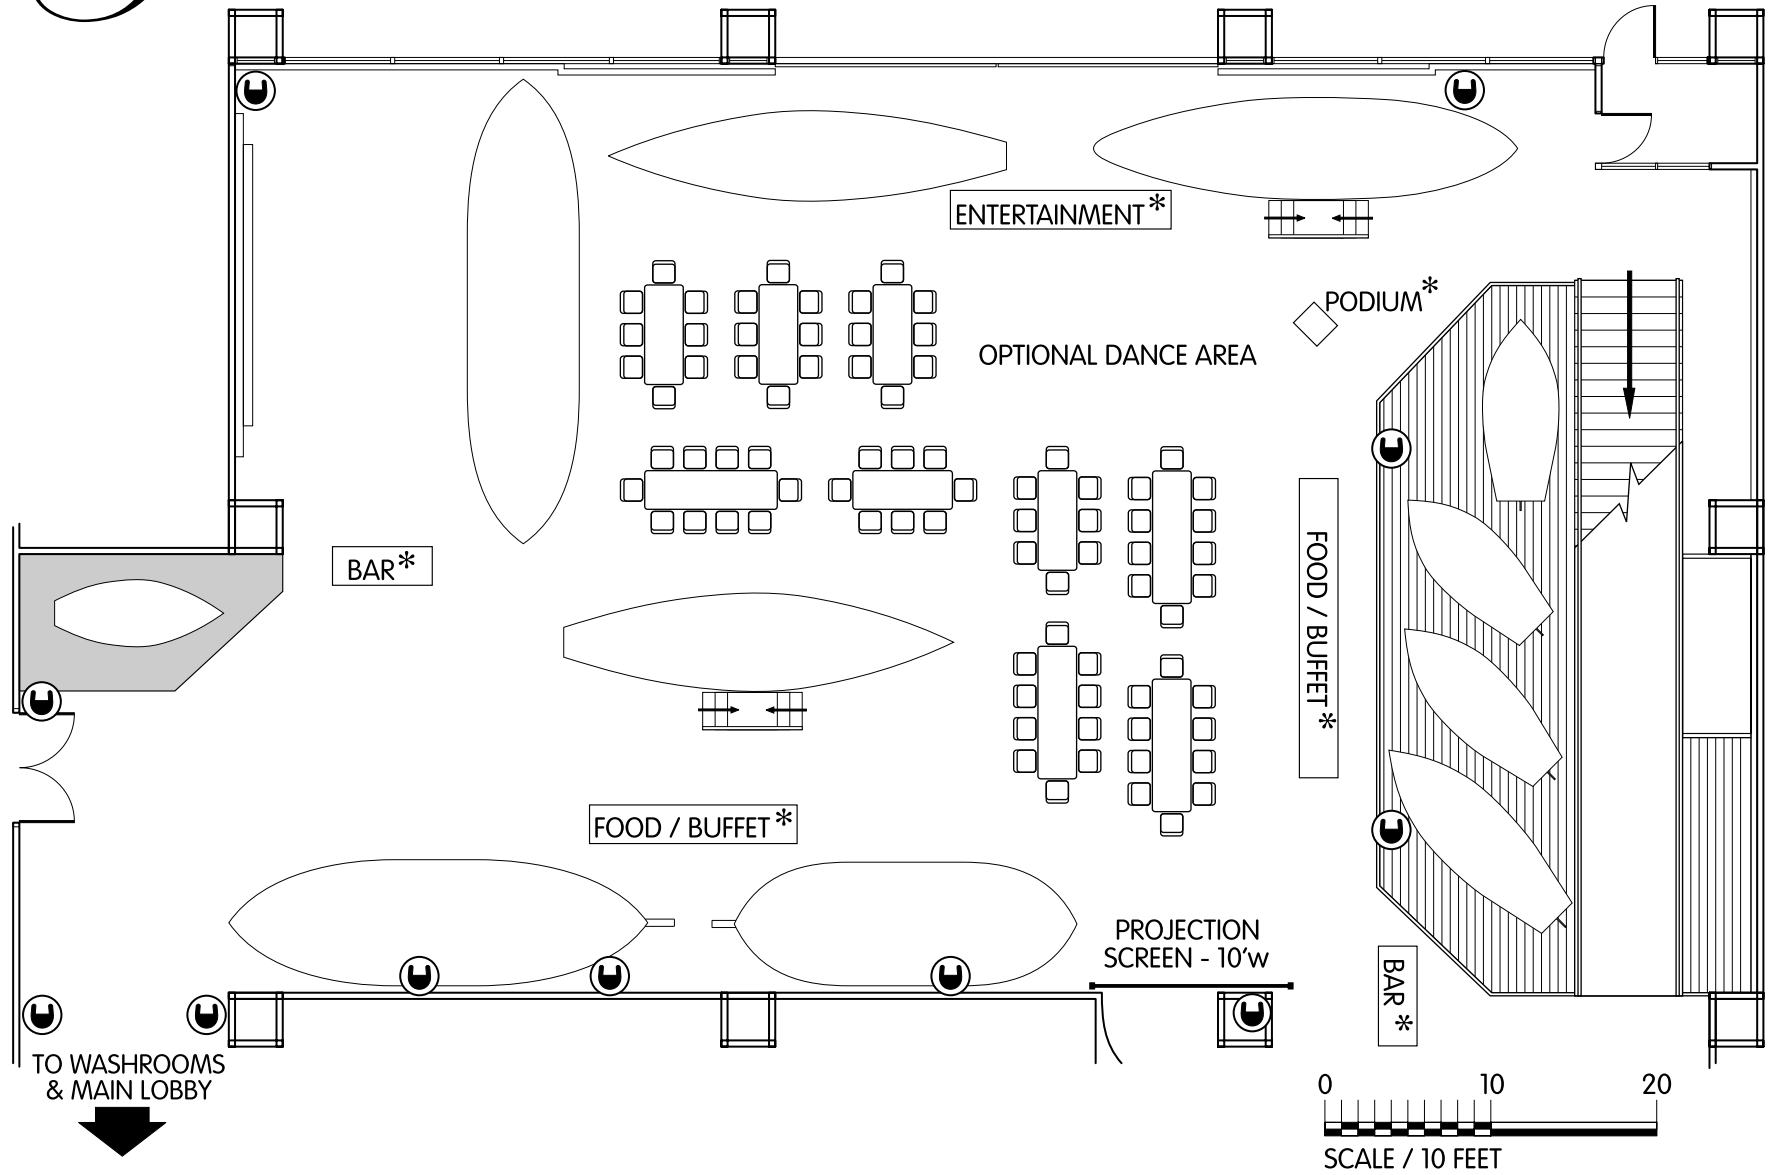 ENTERTAINMENT*
PODIUM*
OPTIONAL DANCE AREA
BAR*
FOOD / BUFFET*
FOOD / BUFFET*
PROJECTION
SCREEN - 10'w
BAR*
TO WASHROOMS
& MAIN LOBBY
0 10 20
SCALE / 10 FEET